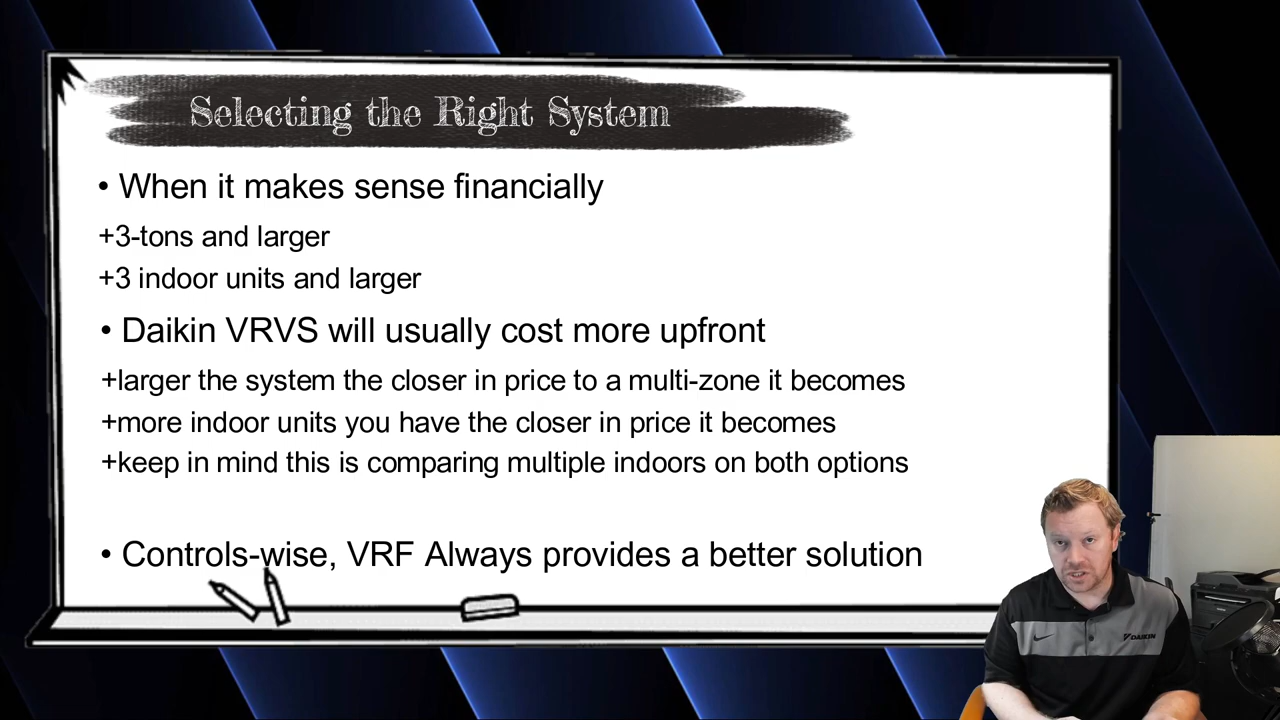 Selecting the Right System
• When it makes sense financially
+3-tons and larger
+3 indoor units and larger
• Daikin VRVS will usually cost more upfront
+larger the system the closer in price to a multi-zone it becomes
+more indoor units you have the closer in price it becomes
+keep in mind this is comparing multiple indoors on both options
• Controls-wise, VRF Always provides a better solution
DAIKIN